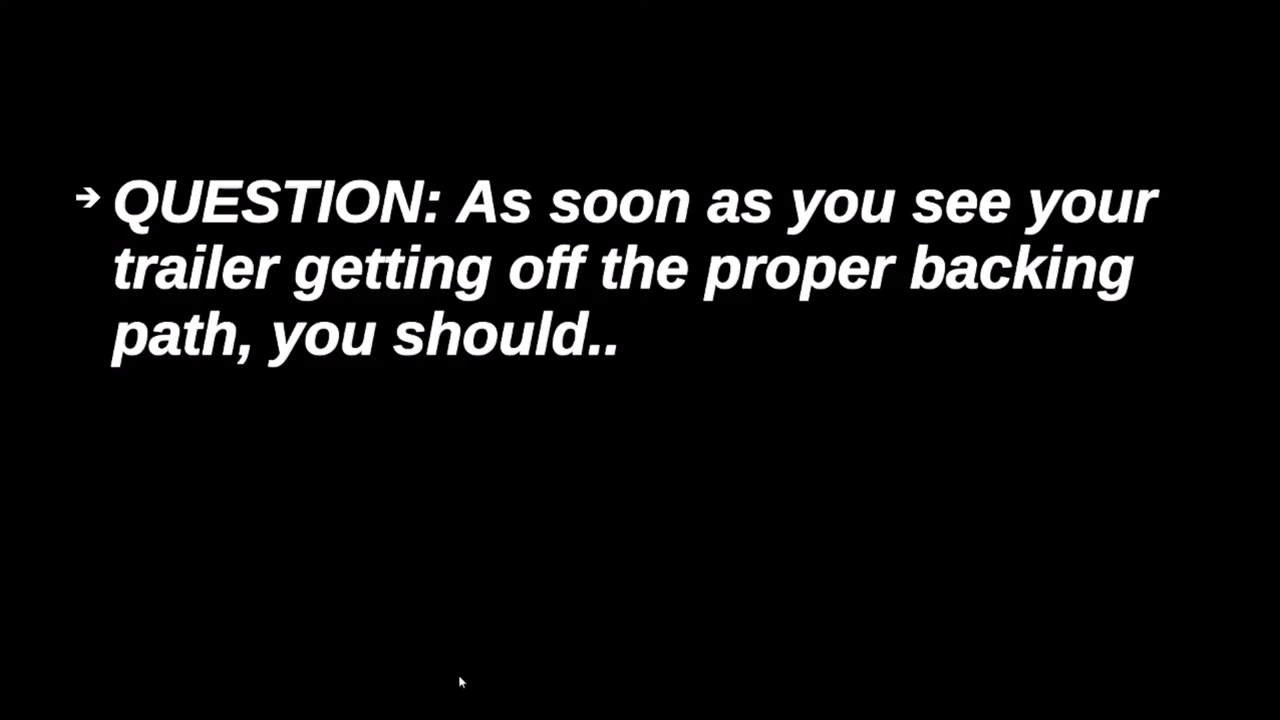 ➔ QUESTION: As soon as you see your
trailer getting off the proper backing
path, you should..